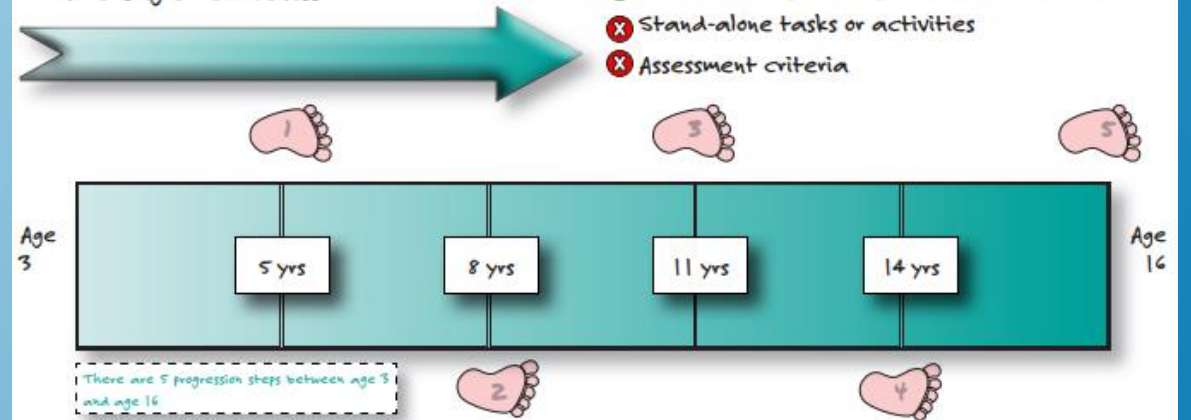 Stand-alone tasks or activities
Assessment criteria
1
3
5
Age
3
5 yrs
8 yrs
11 yrs
14 yrs
Age
16
There are 5 progression steps between age 3
and age 16
2
4